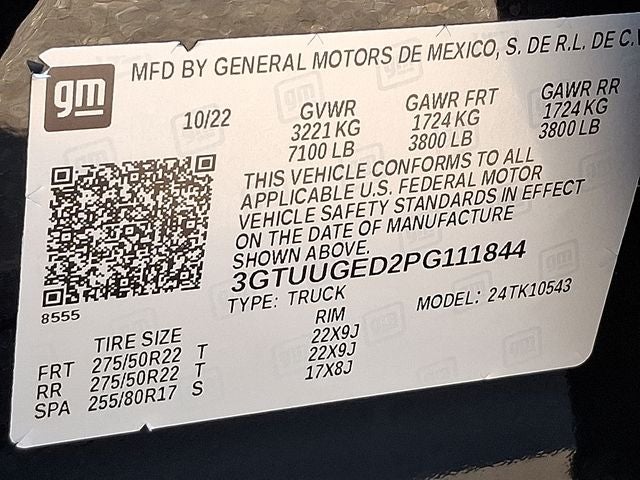 MFD BY GENERAL MOTORS DE MEXICO, S. DE R.L. DE C.V
gm
10/22
GVWR
3221 KG
7100 LB
GAWR FRT
1724 KG
3800 LB
GAWR RR
1724 KG
3800 LB
THIS VEHICLE CONFORMS TO ALL
APPLICABLE U.S. FEDERAL MOTOR
VEHICLE SAFETY STANDARDS IN EFFECT
ON THE DATE OF MANUFACTURE
SHOWN ABOVE.
3GTUUGED2PG111844
TYPE: TRUCK
MODEL: 24TK10543
8555
TIRE SIZE RIM
FRT 275/50R22 T 22X9J
RR 275/50R22 T 22X9J
SPA 255/80R17 S 17X8J